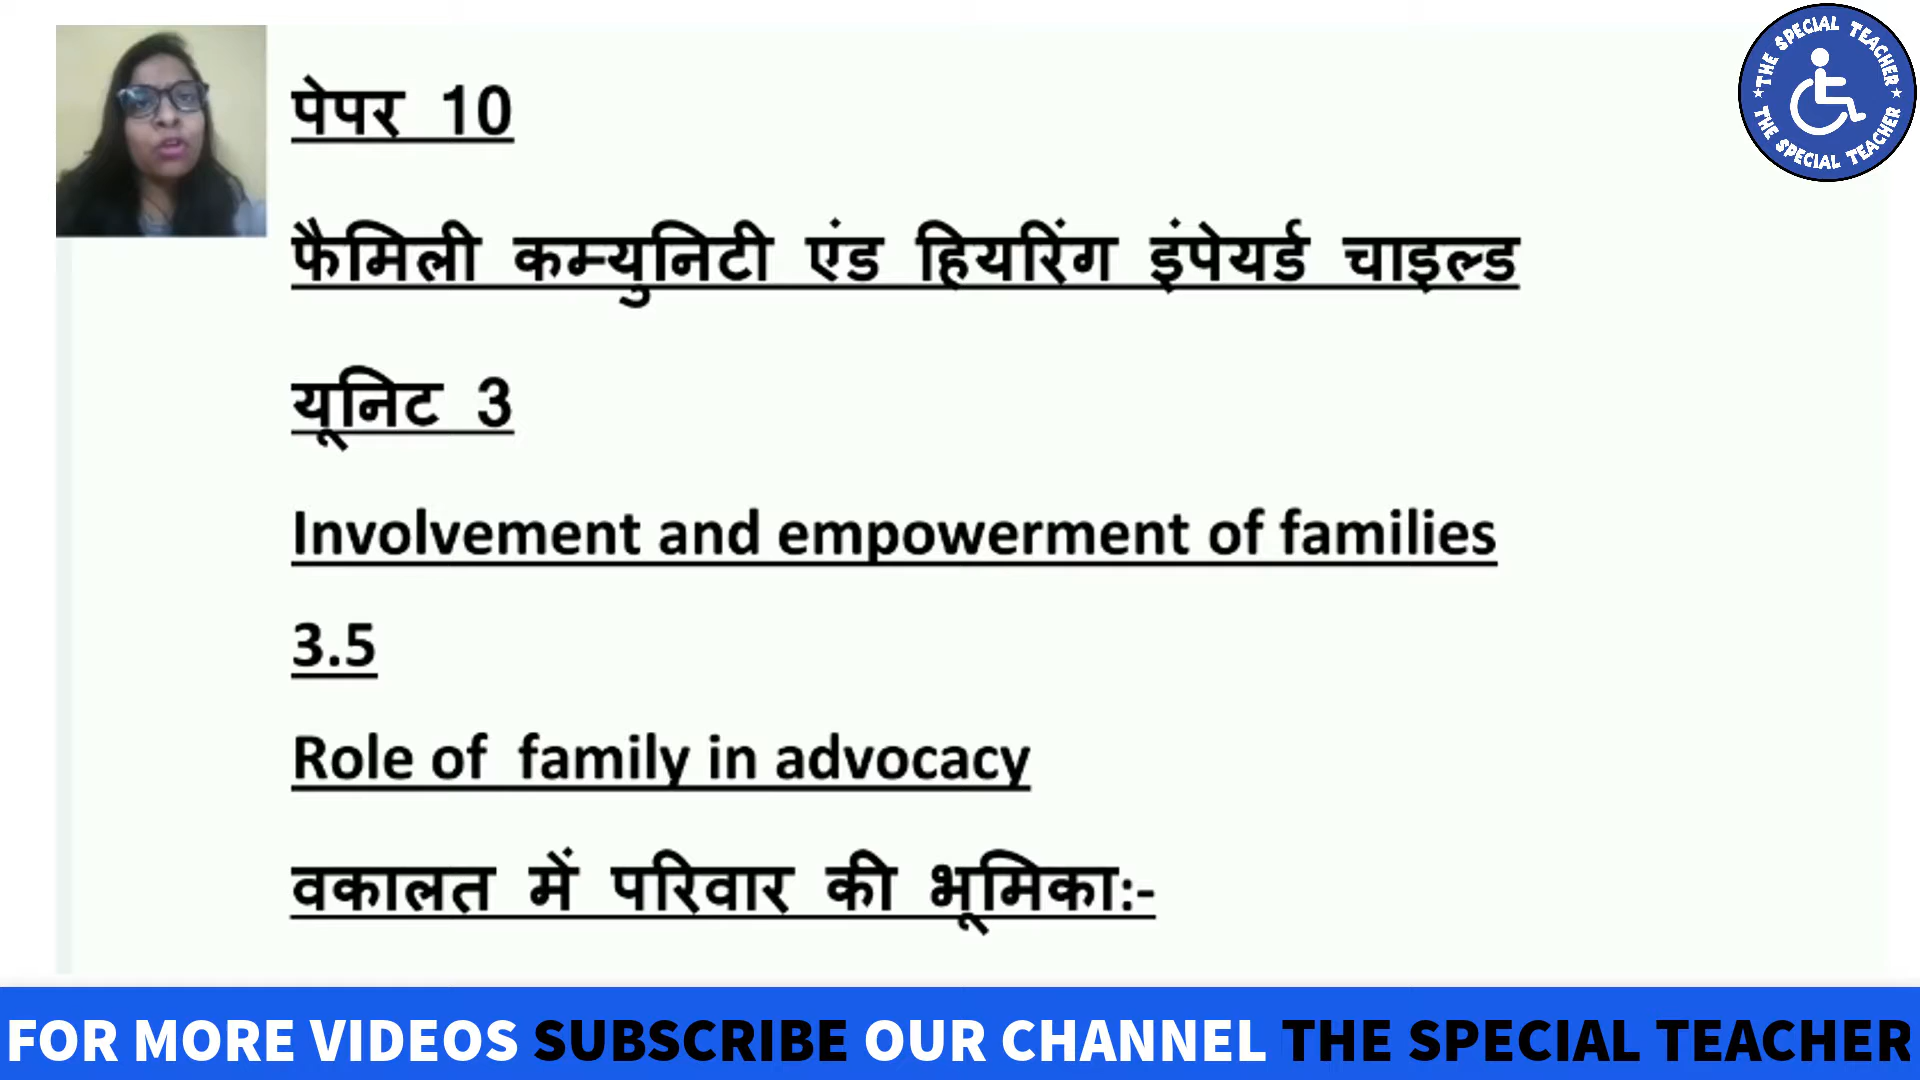 पेपर 10
फैमिली कम्युनिटी एंड हियरिंग इंपेयर्ड चाइल्ड
यूनिट 3
Involvement and empowerment of families
3.5
Role of family in advocacy
वकालत में परिवार की भूमिका:-
THE SPECIAL TEACHER
THE SPECIAL TEACHER
FOR MORE VIDEOS SUBSCRIBE OUR CHANNEL THE SPECIAL TEACHER